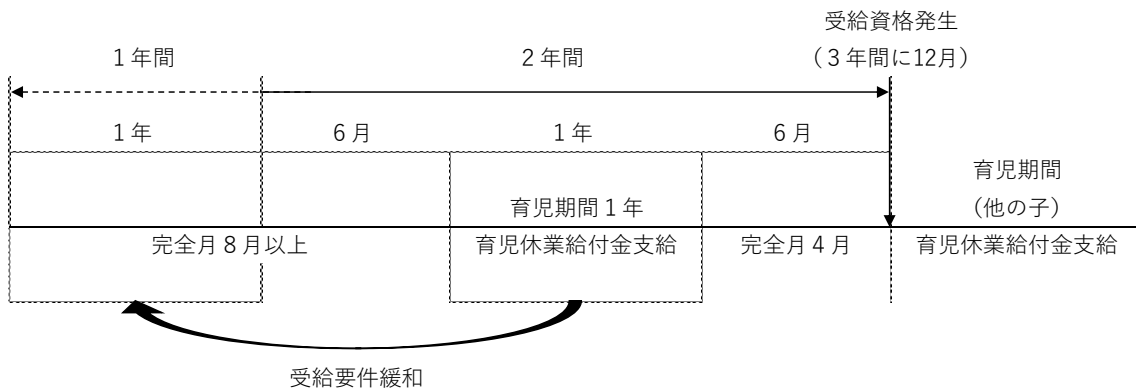 受給資格発生
1年間
2年間
(3年間に12月)
1年
6月
1年
6月
育児期間
育児期間1年
(他の子)
完全月8月以上
育児休業給付金支給
完全月4月
育児休業給付金支給
受給要件緩和